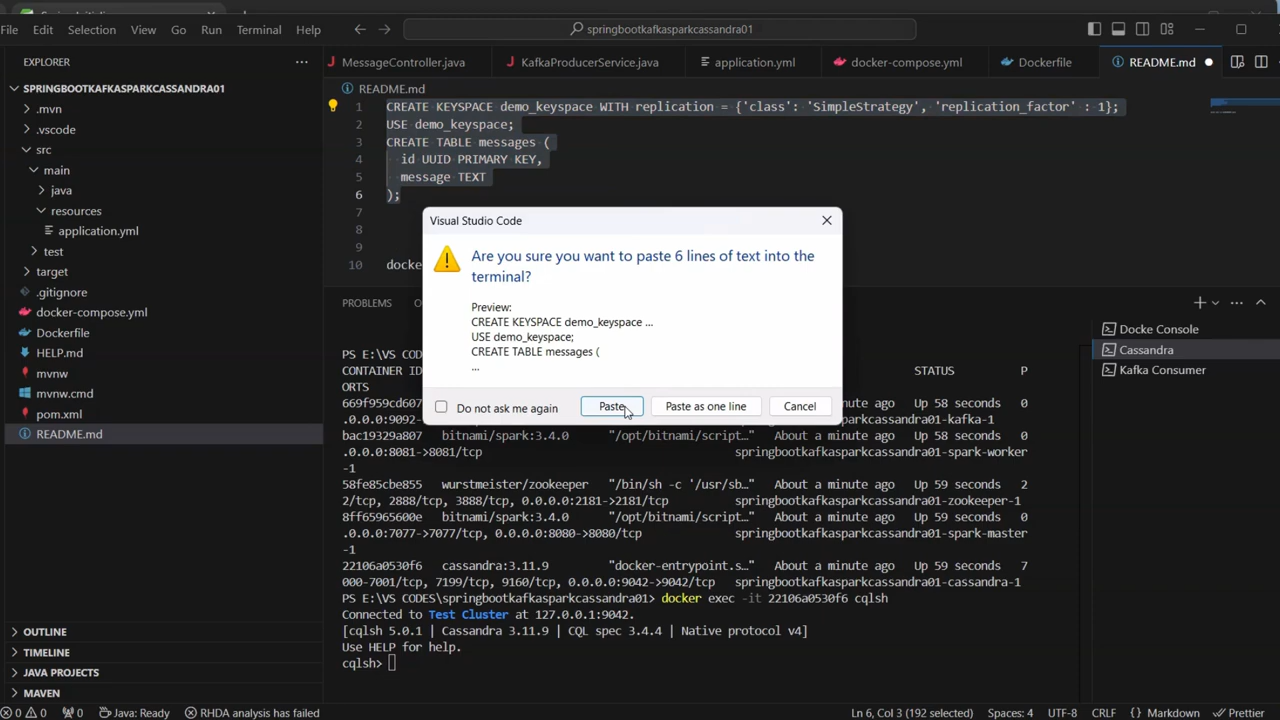 File Edit Selection View Go Run Terminal Help
springbootkafkasparkcassandra01
EXPLORER
MessageController.java
KafkaProducerService.java
application.yml
docker-compose.yml
Dockerfile
README.md
SPRINGBOOTKAFKASPARKCASSANDRA01
.mvn
.vscode
src
main
java
resources
application.yml
test
target
.gitignore
docker-compose.yml
Dockerfile
HELP.md
mvnw
mvnw.cmd
pom.xml
README.md
OUTLINE
TIMELINE
JAVA PROJECTS
MAVEN
README.md
1 CREATE KEYSPACE demo_keyspace WITH replication = {'class': 'SimpleStrategy', 'replication_factor' : 1};
2 USE demo_keyspace;
3 CREATE TABLE messages (
4 id UUID PRIMARY KEY,
5 message TEXT
6 );
7
8
9
10 docke
Visual Studio Code
Are you sure you want to paste 6 lines of text into the
terminal?
Preview:
CREATE KEYSPACE demo_keyspace ...
USE demo_keyspace;
CREATE TABLE messages (
...
Do not ask me again
Paste
Paste as one line
Cancel
PROBLEMS O
Docke Console
Cassandra
Kafka Consumer
PS E:\VS COD
CONTAINER ID STATUS P
ORTS
669f959cd607 Up 58 seconds 0
.0.0.0:9092->9092/tcp springbootkafkasparkcassandra01-kafka-1
bac19329a807 bitnami/spark:3.4.0 "/opt/bitnami/script…" About a minute ago Up 58 seconds 0
.0.0.0:8081->8081/tcp springbootkafkasparkcassandra01-spark-worker
-1
58fe85cbe855 wurstmeister/zookeeper "/bin/sh -c '/usr/sb…" About a minute ago Up 59 seconds 2
2/tcp, 2888/tcp, 3888/tcp, 0.0.0.0:2181->2181/tcp springbootkafkasparkcassandra01-zookeeper-1
8ff65965600e bitnami/spark:3.4.0 "/opt/bitnami/script…" About a minute ago Up 59 seconds 0
.0.0.0:7077->7077/tcp, 0.0.0.0:8080->8080/tcp springbootkafkasparkcassandra01-spark-master
-1
22106a0530f6 cassandra:3.11.9 "docker-entrypoint.s…" About a minute ago Up 59 seconds 7
000-7001/tcp, 7199/tcp, 9160/tcp, 0.0.0.0:9042->9042/tcp springbootkafkasparkcassandra01-cassandra-1
PS E:\VS CODES\springbootkafkasparkcassandra01> docker exec -it 22106a0530f6 cqlsh
Connected to Test Cluster at 127.0.0.1:9042.
[cqlsh 5.0.1 | Cassandra 3.11.9 | CQL spec 3.4.4 | Native protocol v4]
Use HELP for help.
cqlsh>
0 0 0 Java: Ready RHDA analysis has failed
Ln 6, Col 3 (192 selected) Spaces: 4 UTF-8 CRLF {} Markdown Prettier